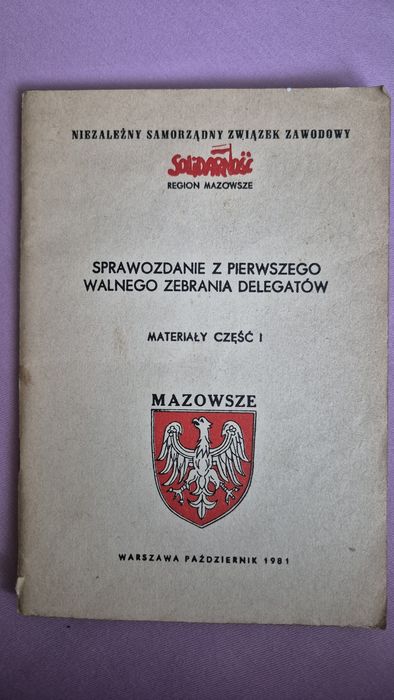 NIEZALEŻNY SAMORZĄDNY ZWIĄZEK ZAWODOWY
SOLIDARNOŚĆ
REGION MAZOWSZE
SPRAWOZDANIE Z PIERWSZEGO
WALNEGO ZEBRANIA DELEGATÓW
MATERIAŁY CZĘŚĆ I
MAZOWSZE
WARSZAWA PAŹDZIERNIK 1981